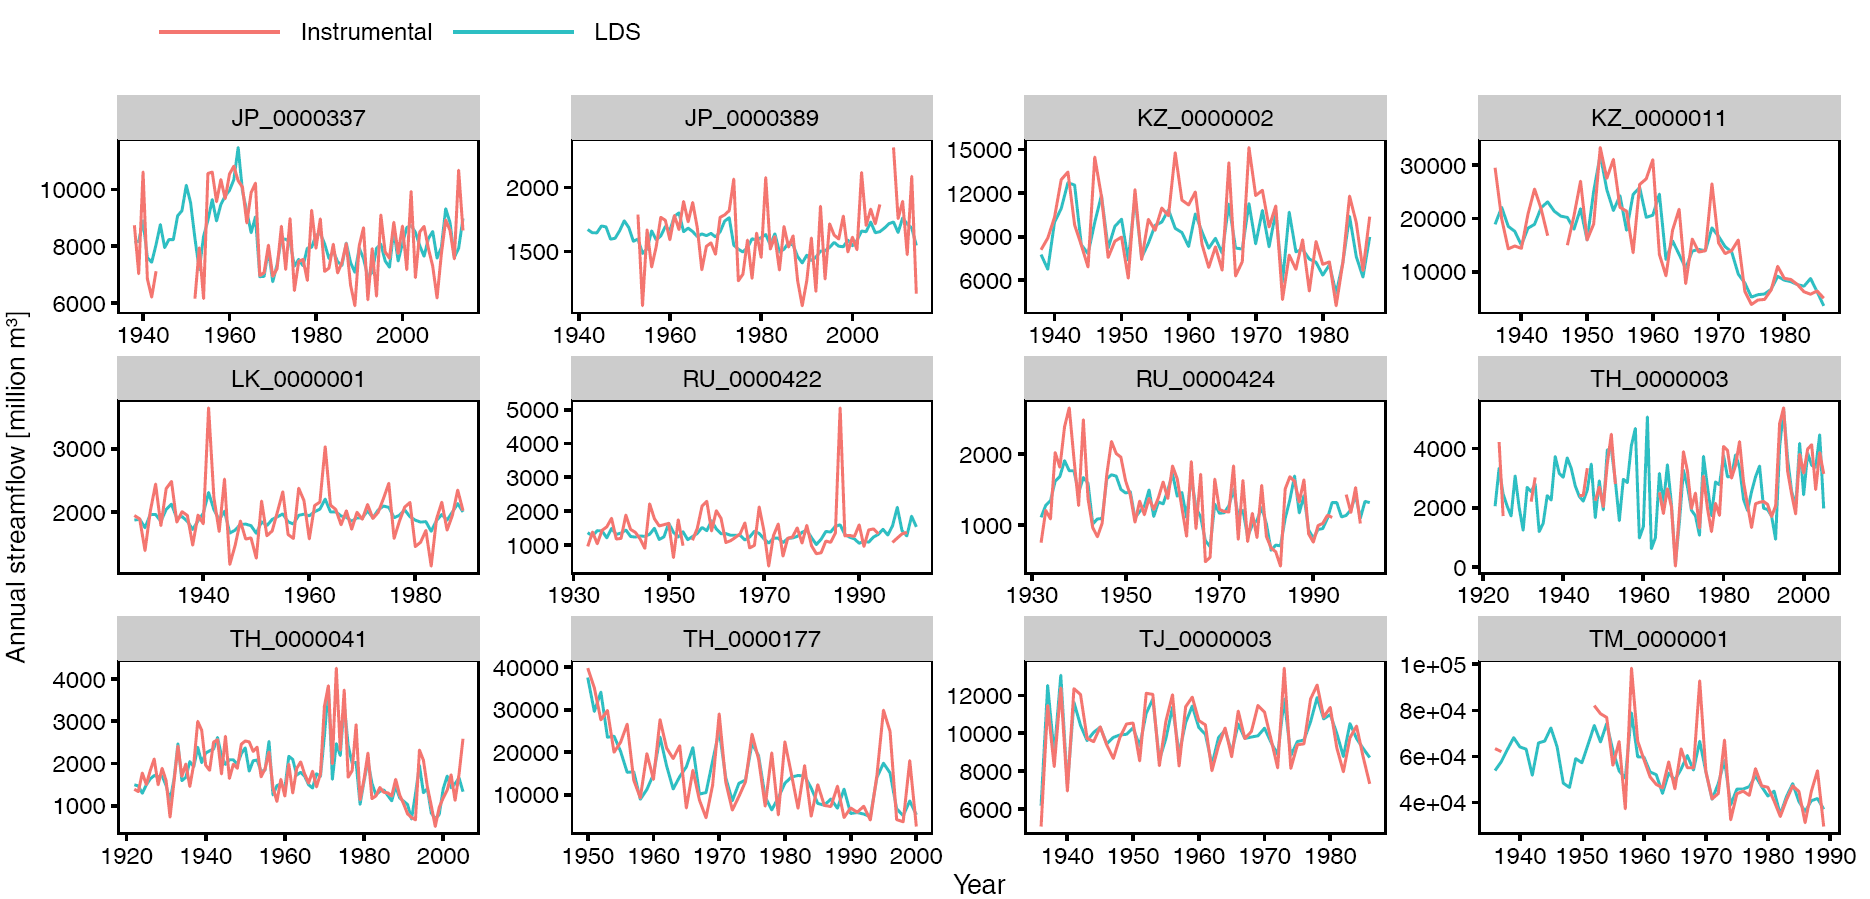 Instrumental LDS
JP_0000337 JP_0000389 KZ_0000002 KZ_0000011
10000
8000
6000
1940 1960 1980 2000
2000
1500
1940 1960 1980 2000
15000
12000
9000
6000
1940 1950 1960 1970 1980
30000
20000
10000
1940 1950 1960 1970 1980
LK_0000001 RU_0000422 RU_0000424 TH_0000003
3000
2000
1940 1960 1980
5000
4000
3000
2000
1000
1930 1950 1970 1990
2000
1000
1930 1950 1970 1990
4000
2000
0
1920 1940 1960 1980 2000
TH_0000041 TH_0000177 TJ_0000003 TM_0000001
4000
3000
2000
1000
1920 1940 1960 1980 2000
40000
30000
20000
10000
1950 1960 1970 1980 1990 2000
12000
10000
8000
6000
1940 1950 1960 1970 1980
1e+05
8e+04
6e+04
4e+04
1940 1950 1960 1970 1980 1990
Annual streamflow [million m³]
Year